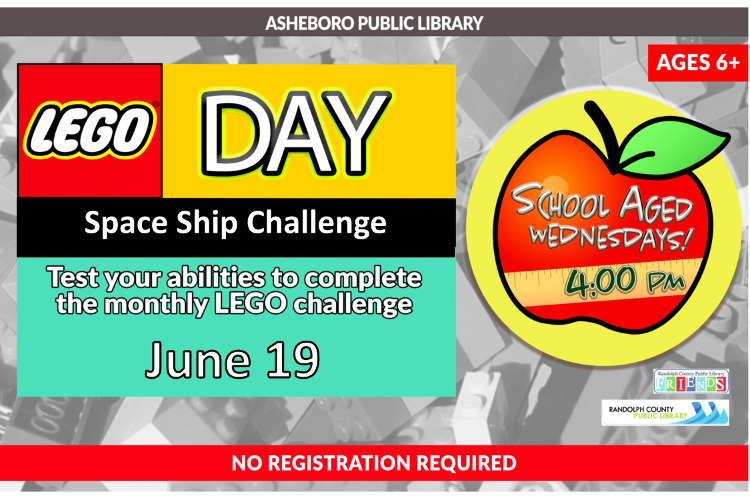 ASHEBORO PUBLIC LIBRARY
AGES 6+
LEGO®
DAY
Space Ship Challenge
Test your abilities to complete
the monthly LEGO challenge
June 19
SCHOOL AGED
WEDNESDAYS!
4:00 PM
Randolph County Public Library
FRIENDS
RANDOLPH COUNTY
PUBLIC LIBRARY
NO REGISTRATION REQUIRED